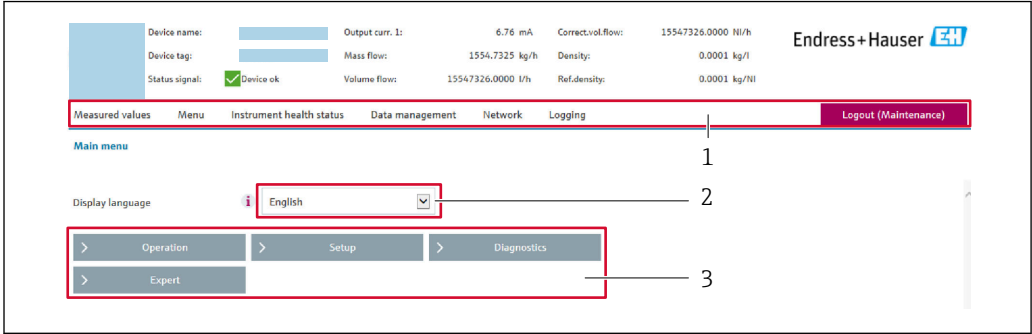 Device name: Output curr. 1: 6.76 mA Correct.vol.flow: 15547326.0000 Nl/h
Endress+Hauser EH
Device tag: Mass flow: 1554.7325 kg/h Density: 0.0001 kg/l
Status signal: Device ok Volume flow: 15547326.0000 l/h Ref.density: 0.0001 kg/Nl
Measured values Menu Instrument health status Data management Network Logging Logout (Maintenance)
1
Main menu
Display language i English 2
> Operation > Setup > Diagnostics
> Expert 3